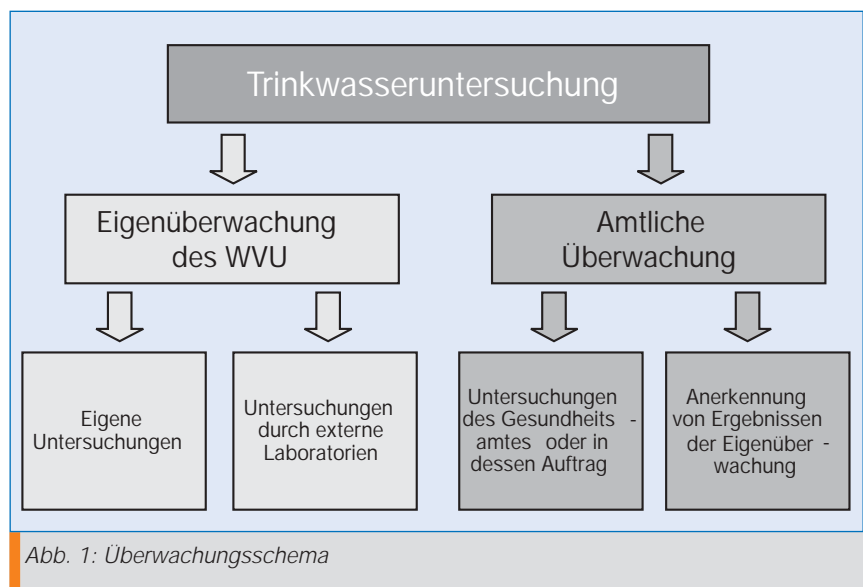 Trinkwasseruntersuchung
Eigenüberwachung
des WVU
Amtliche
Überwachung
Eigene
Untersuchungen
Untersuchungen
durch externe
Laboratorien
Untersuchungen
des Gesundheits -
amtes oder in
dessen Auftrag
Anerkennung
von Ergebnissen
der Eigenüber -
wachung
Abb. 1: Überwachungsschema